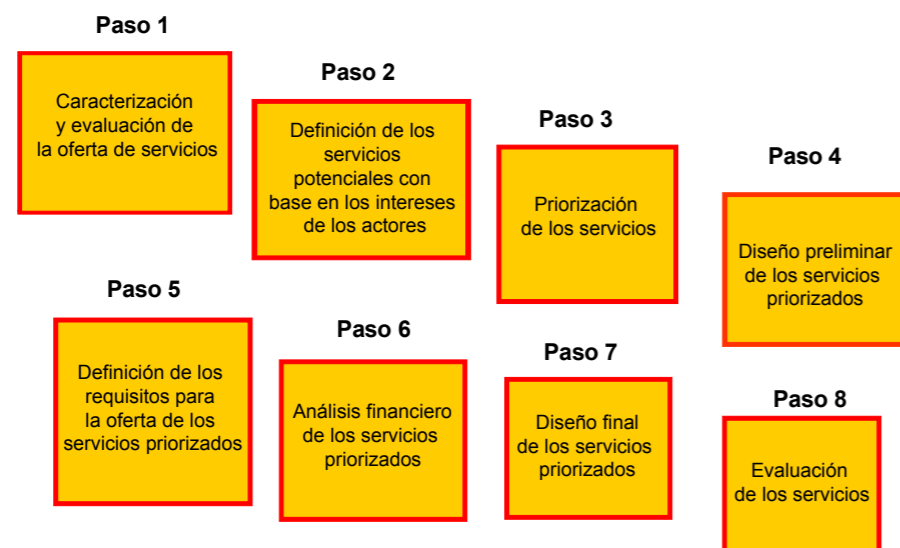 Paso 1
Caracterización
y evaluación de
la oferta de servicios
Paso 2
Definición de los
servicios
potenciales con
base en los intereses
de los actores
Paso 3
Priorización
de los servicios
Paso 4
Diseño preliminar
de los servicios
priorizados
Paso 5
Definición de los
requisitos para
la oferta de los
servicios priorizados
Paso 6
Análisis financiero
de los servicios
priorizados
Paso 7
Diseño final
de los servicios
priorizados
Paso 8
Evaluación
de los servicios